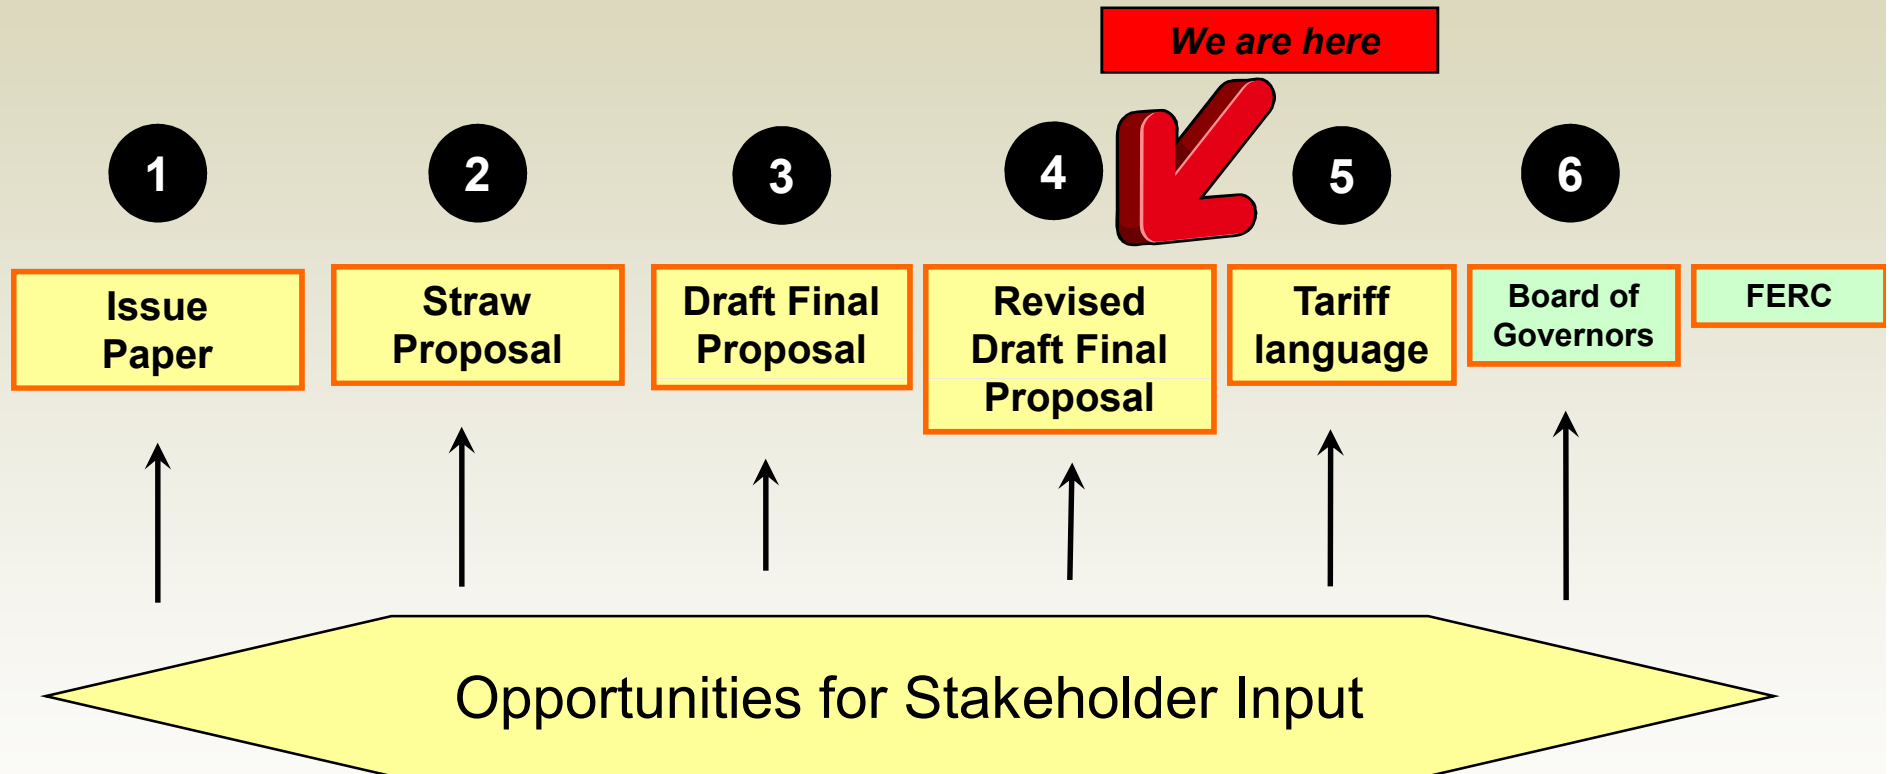 We are here
1
2
3
4
5
6
Issue
Paper
Straw
Proposal
Draft Final
Proposal
Revised
Draft Final
Proposal
Tariff
language
Board of
Governors
FERC
Opportunities for Stakeholder Input